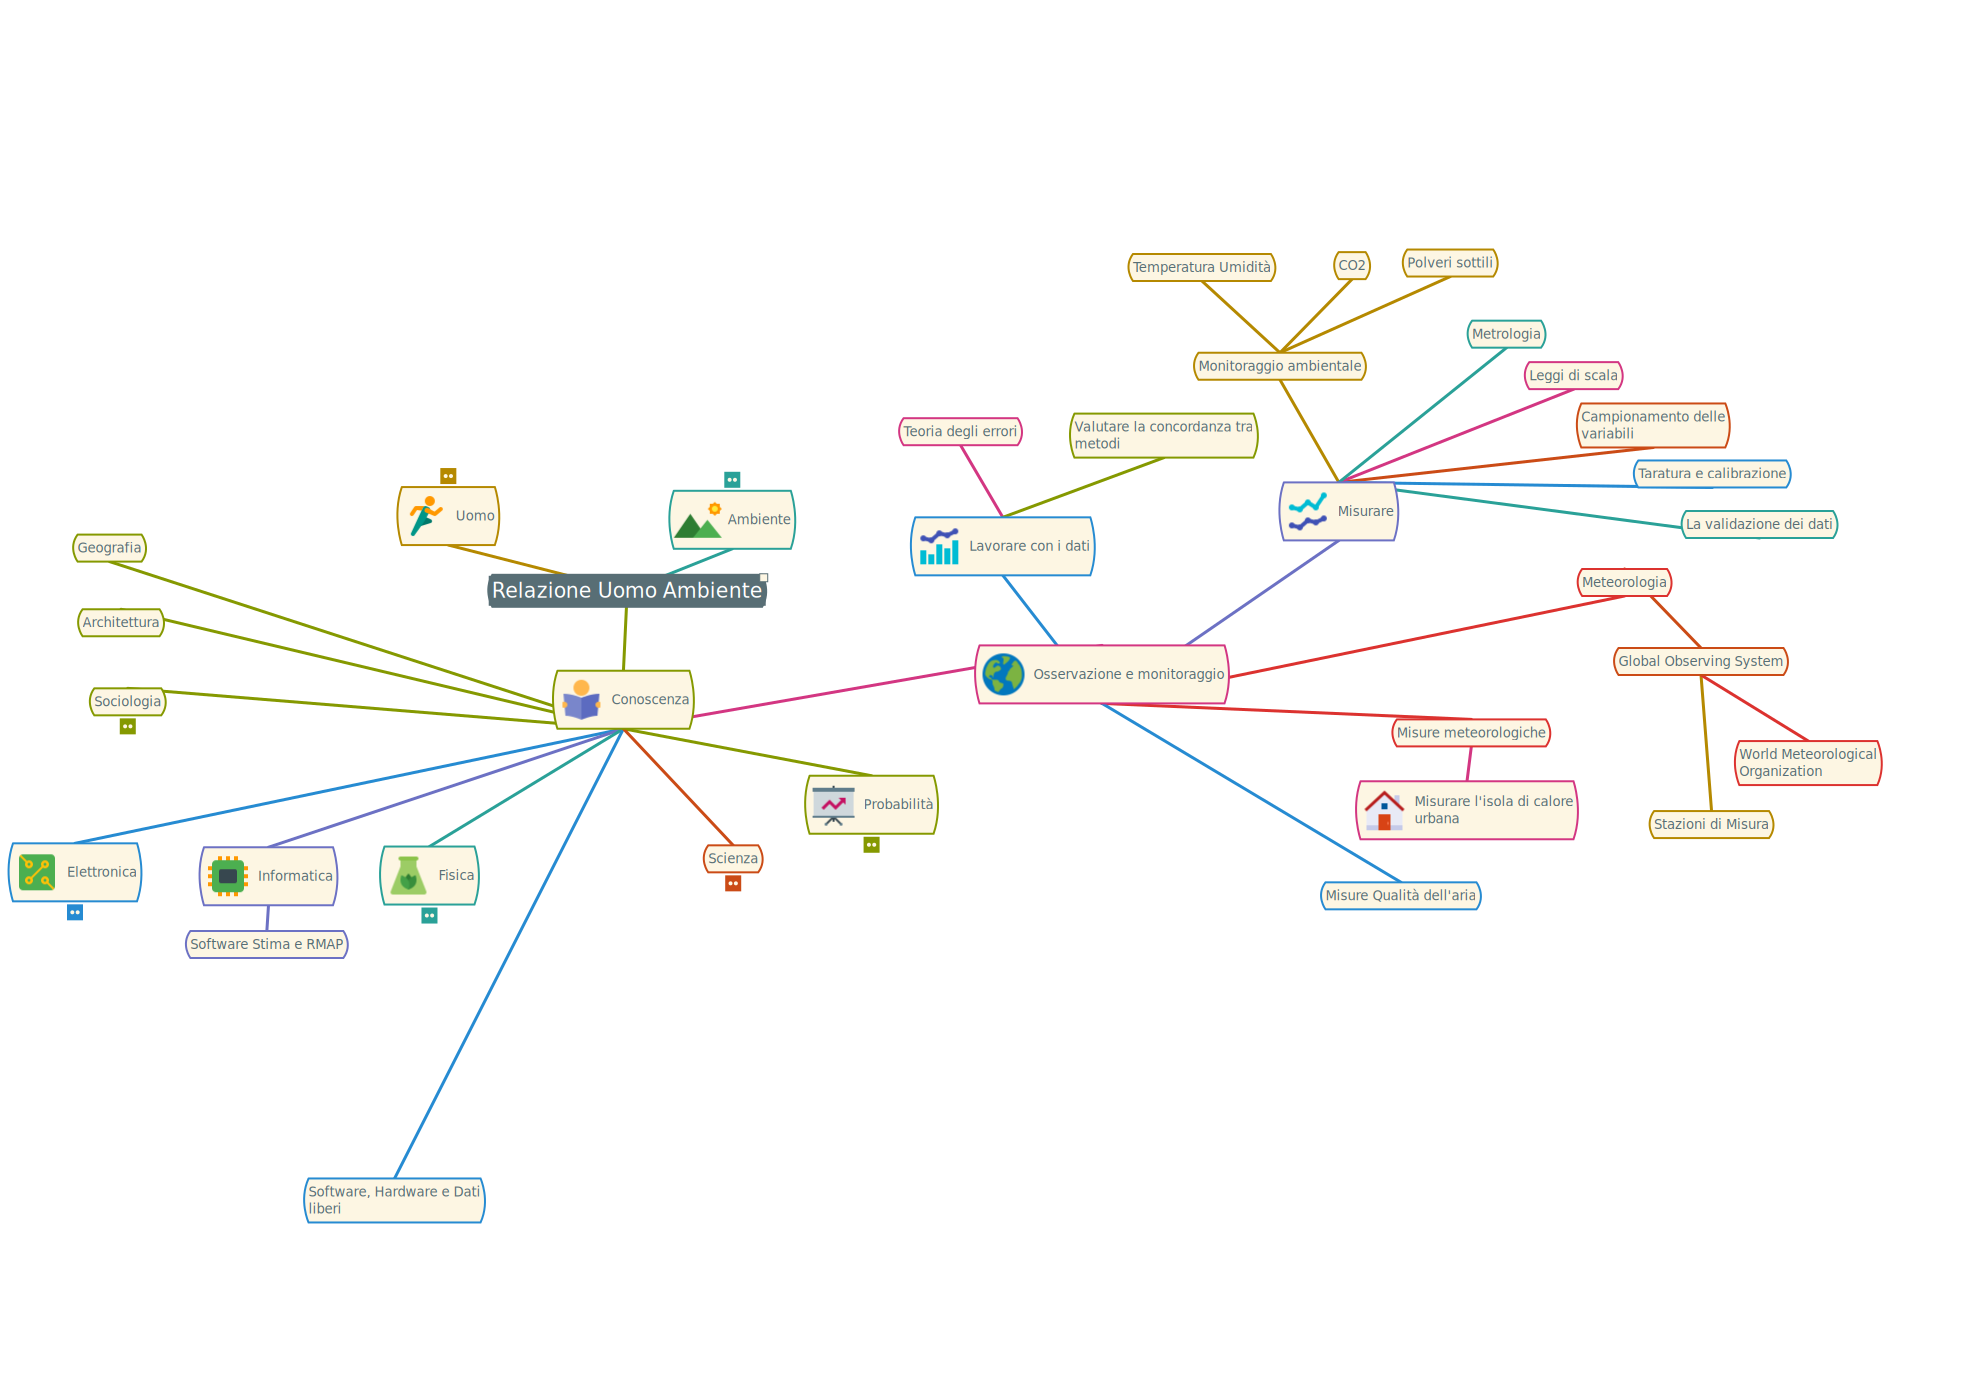 Temperatura Umidità
CO2
Polveri sottili
Metrologia
Monitoraggio ambientale
Leggi di scala
Campionamento delle
variabili
Teoria degli errori
Valutare la concordanza tra
metodi
Taratura e calibrazione
Uomo
Ambiente
Misurare
La validazione dei dati
Lavorare con i dati
Geografia
Relazione Uomo Ambiente
Meteorologia
Architettura
Global Observing System
Osservazione e monitoraggio
Sociologia
Conoscenza
Misure meteorologiche
World Meteorological
Organization
Misurare l'isola di calore
urbana
Probabilità
Stazioni di Misura
Scienza
Elettronica
Informatica
Fisica
Misure Qualità dell'aria
Software Stima e RMAP
Software, Hardware e Dati
liberi